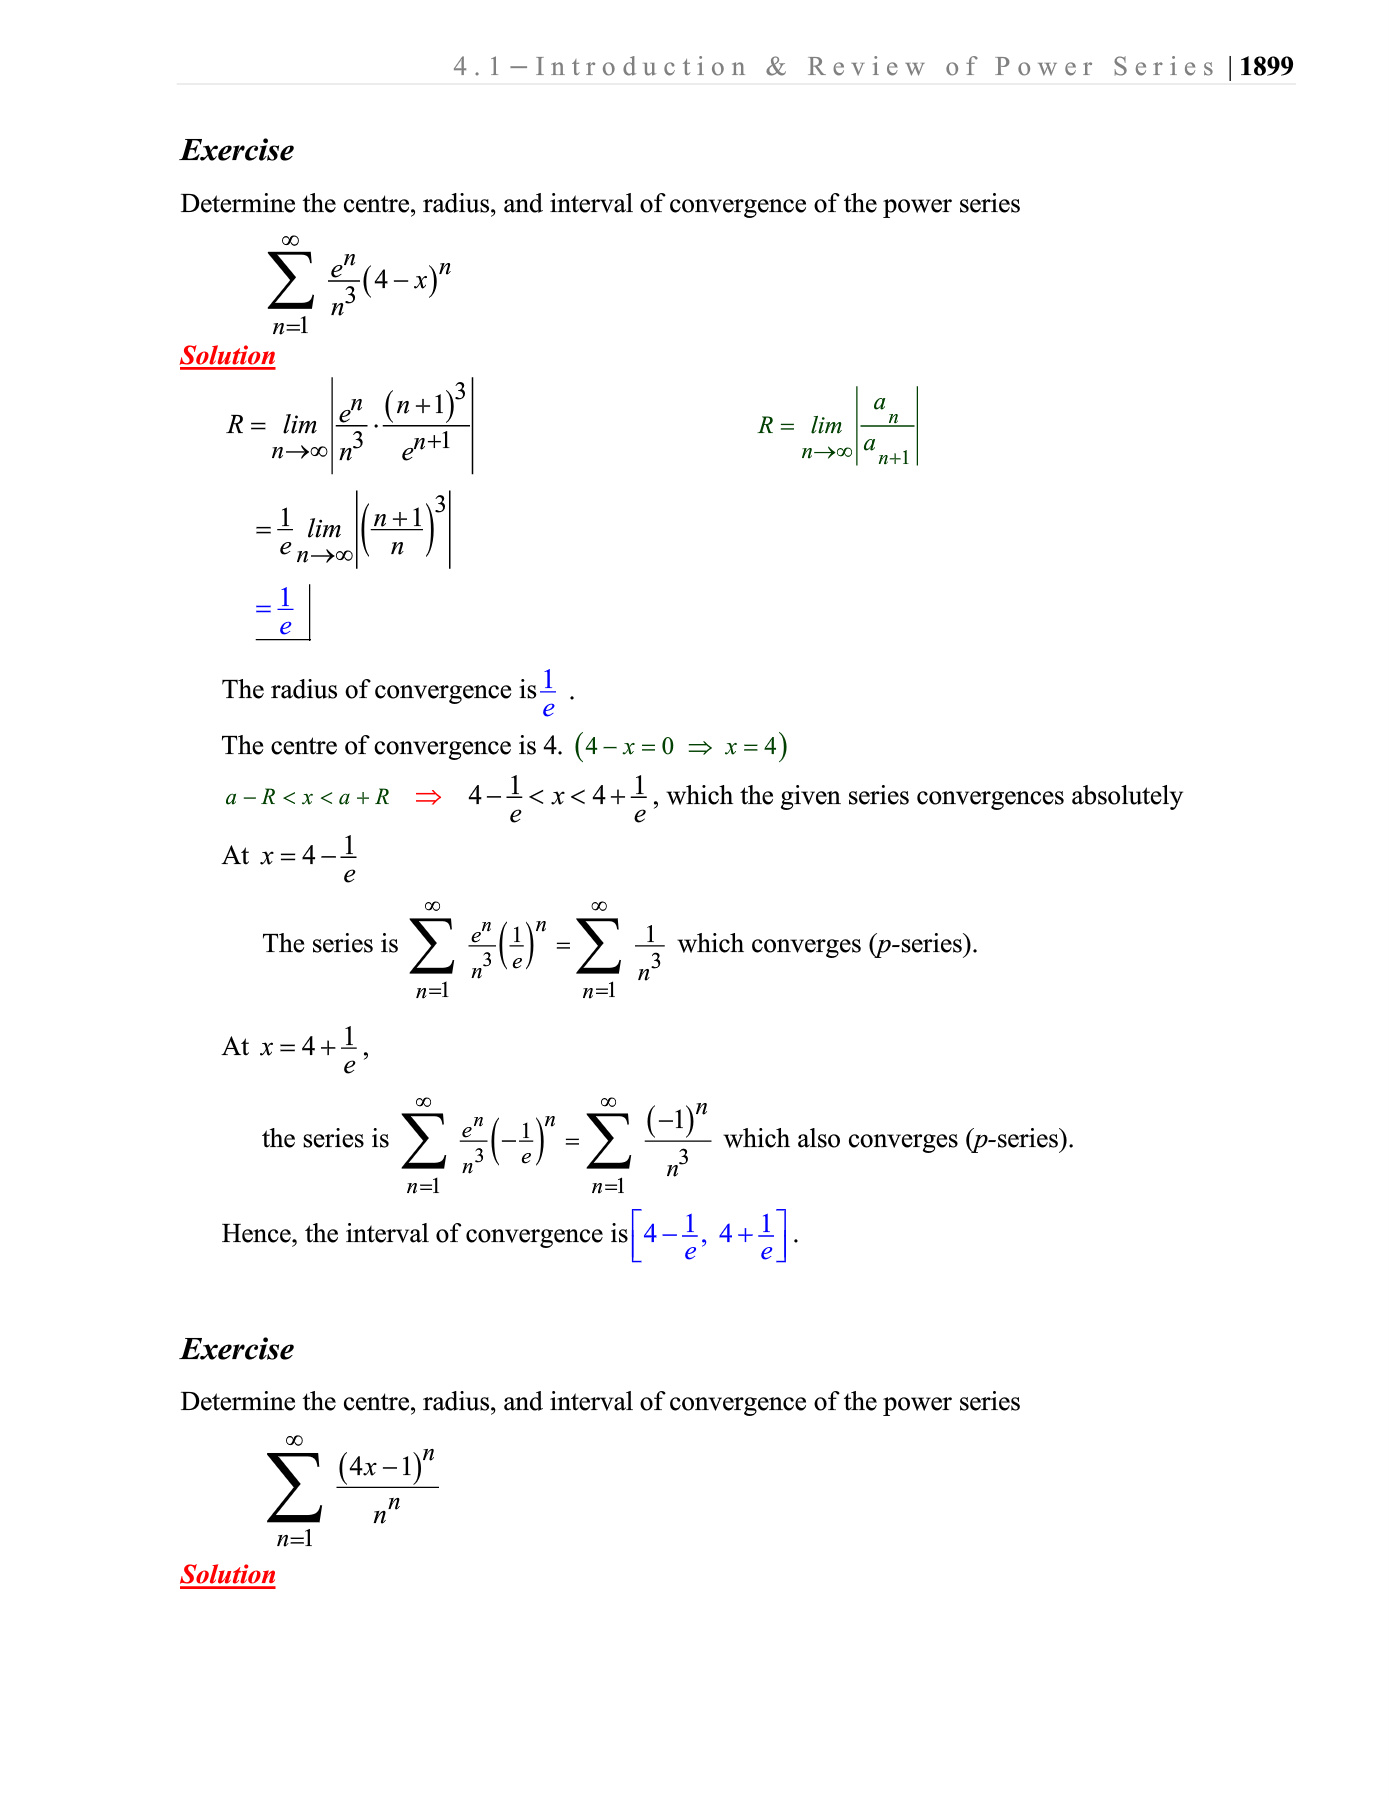 4.1−Introduction & Review of Power Series | 1899
Exercise
Determine the centre, radius, and interval of convergence of the power series
$\sum_{n=1}^{\infty} \frac{e^n}{n^3}(4-x)^n$
Solution
$R = \lim_{n\to\infty} \left| \frac{e^n}{n^3} \cdot \frac{(n+1)^3}{e^{n+1}} \right|$ $R = \lim_{n\to\infty} \left| \frac{a_n}{a_{n+1}} \right|$
$= \frac{1}{e} \lim_{n\to\infty} \left| \left( \frac{n+1}{n} \right)^3 \right|$
$= \frac{1}{e}$
The radius of convergence is $\frac{1}{e}$ .
The centre of convergence is 4. $(4-x=0 \Rightarrow x=4)$
$a-R<x<a+R \Rightarrow 4-\frac{1}{e}<x<4+\frac{1}{e}$, which the given series convergences absolutely
At $x=4-\frac{1}{e}$
The series is $\sum_{n=1}^{\infty} \frac{e^n}{n^3}\left(\frac{1}{e}\right)^n = \sum_{n=1}^{\infty} \frac{1}{n^3}$ which converges (p-series).
At $x=4+\frac{1}{e}$,
the series is $\sum_{n=1}^{\infty} \frac{e^n}{n^3}\left(-\frac{1}{e}\right)^n = \sum_{n=1}^{\infty} \frac{(-1)^n}{n^3}$ which also converges (p-series).
Hence, the interval of convergence is $\left[4-\frac{1}{e}, 4+\frac{1}{e}\right]$.
Exercise
Determine the centre, radius, and interval of convergence of the power series
$\sum_{n=1}^{\infty} \frac{(4x-1)^n}{n^n}$
Solution